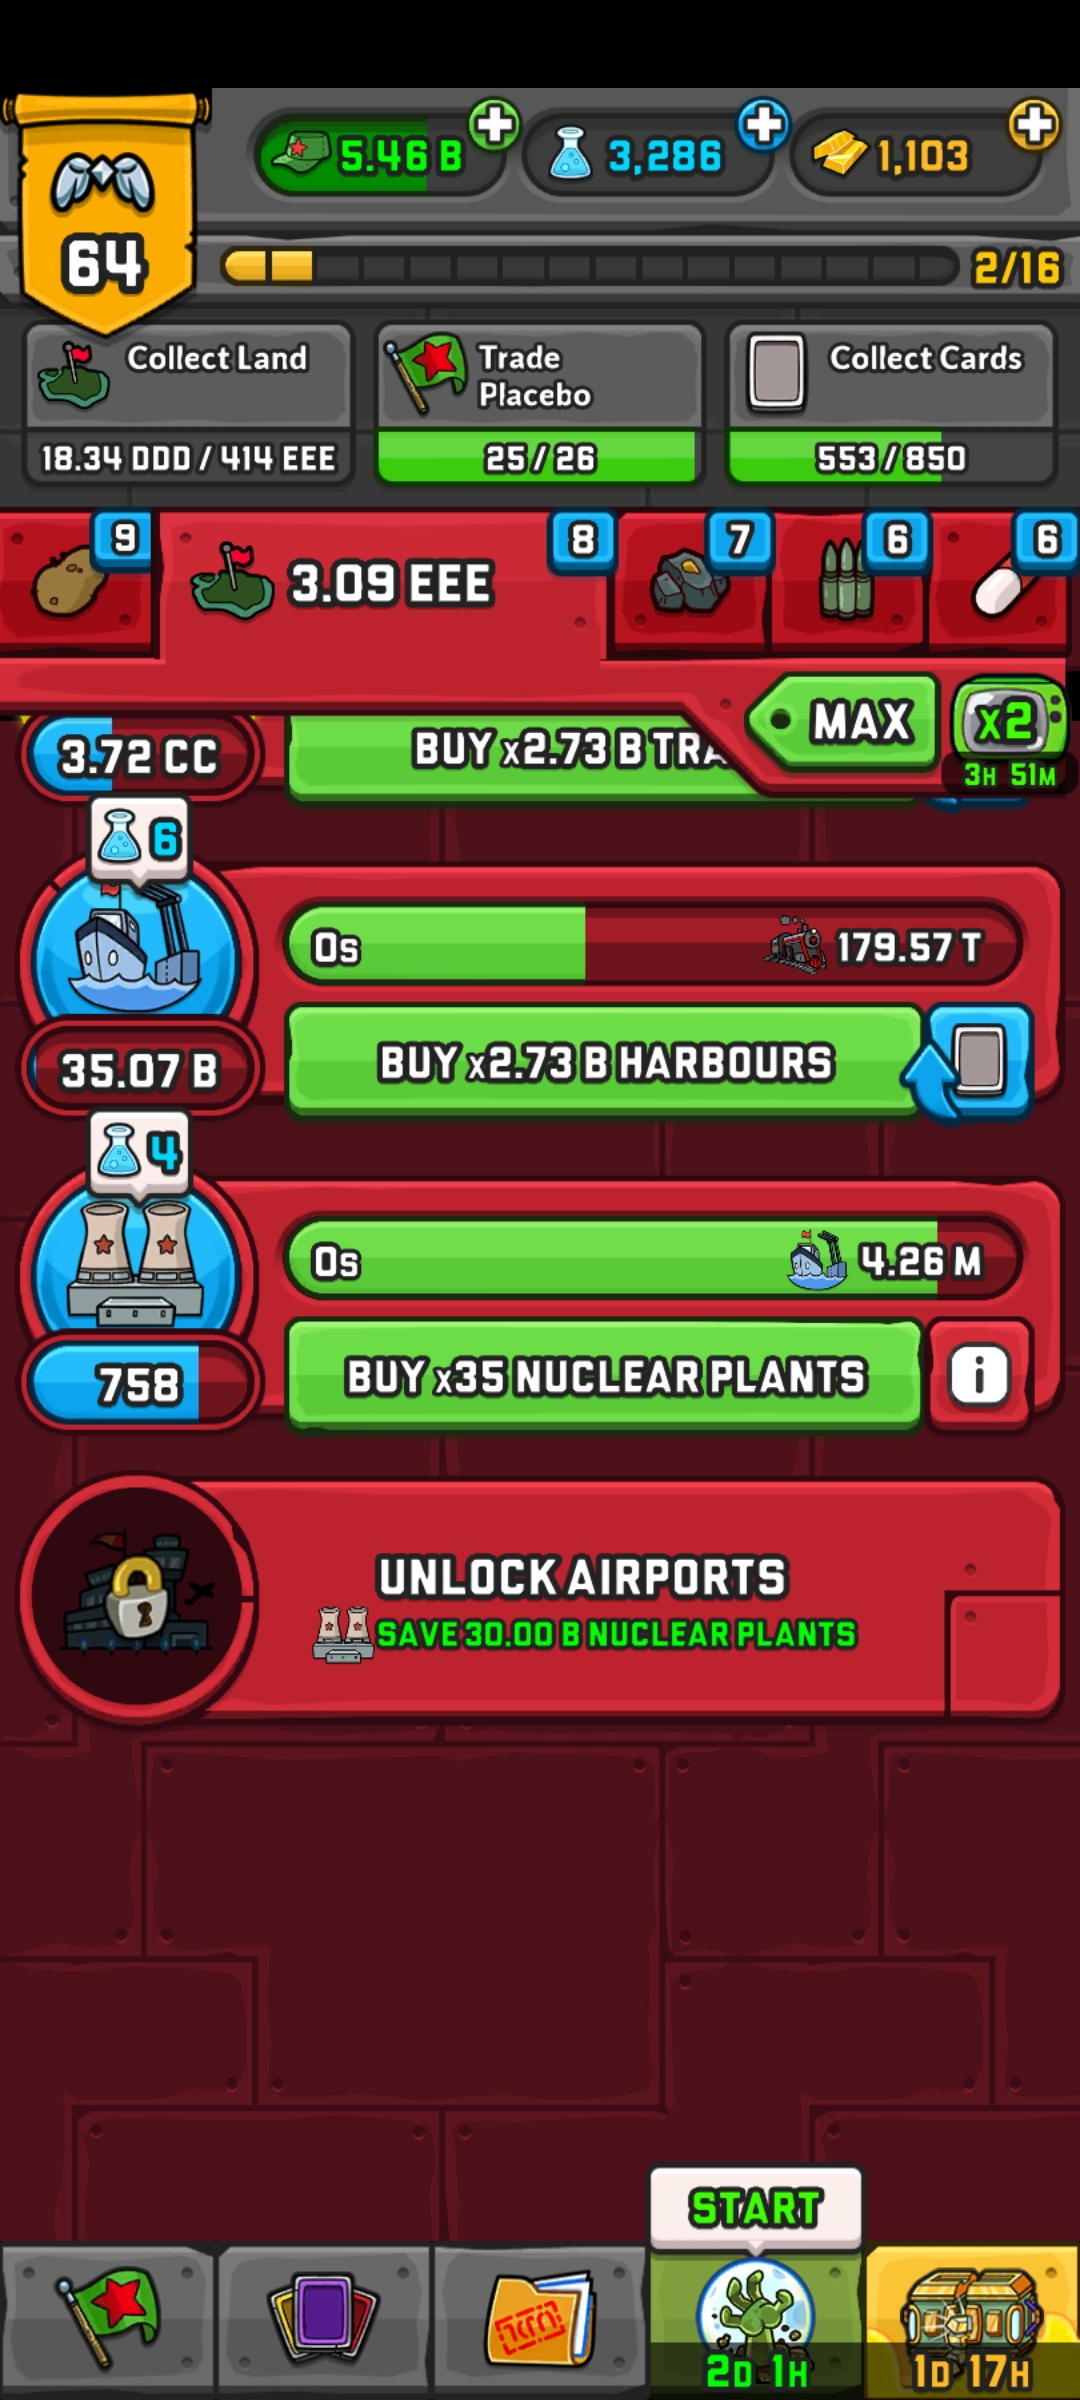 64
5.46 B
3,286
1,103
2/16
Collect Land
18.34 DDD / 414 EEE
Trade
Placebo
25 / 26
Collect Cards
553 / 850
9
3.09 EEE
8
7
6
6
MAX
x2
3H 51M
3.72 CC
BUY x2.73 B TRA
6
0s
179.57 T
35.07 B
BUY x2.73 B HARBOURS
4
0s
4.26 M
758
BUY x35 NUCLEAR PLANTS
i
UNLOCK AIRPORTS
SAVE 30.00 B NUCLEAR PLANTS
START
2D 1H
1D 17H